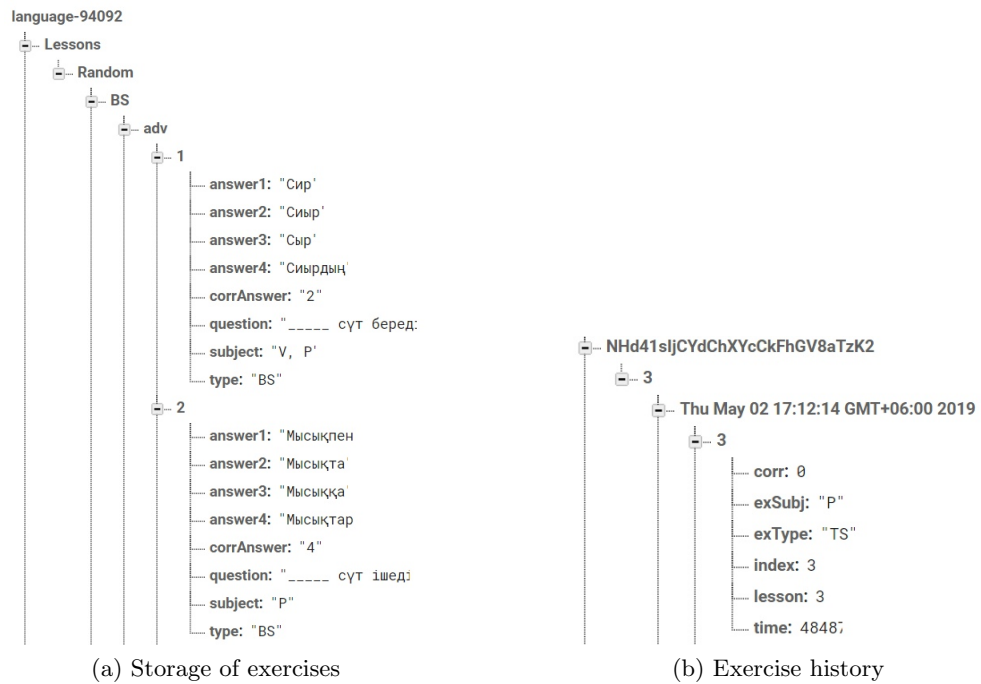 language-94092
Lessons
Random
BS
adv
1
answer1: "Сир'
answer2: "Сиыр'
answer3: "Сыр'
answer4: "Сиырдың'
corrAnswer: "2"
question: "_____ сүт береді
subject: "V, P'
type: "BS"
2
answer1: "Мысықпен
answer2: "Мысықта'
answer3: "Мысыққа'
answer4: "Мысықтар
corrAnswer: "4"
question: "_____ сүт ішеді
subject: "P"
type: "BS"
(a) Storage of exercises
NHd41sljCYdChXYcCkFhGV8aTzK2
3
Thu May 02 17:12:14 GMT+06:00 2019
3
corr: 0
exSubj: "P"
exType: "TS"
index: 3
lesson: 3
time: 48487
(b) Exercise history